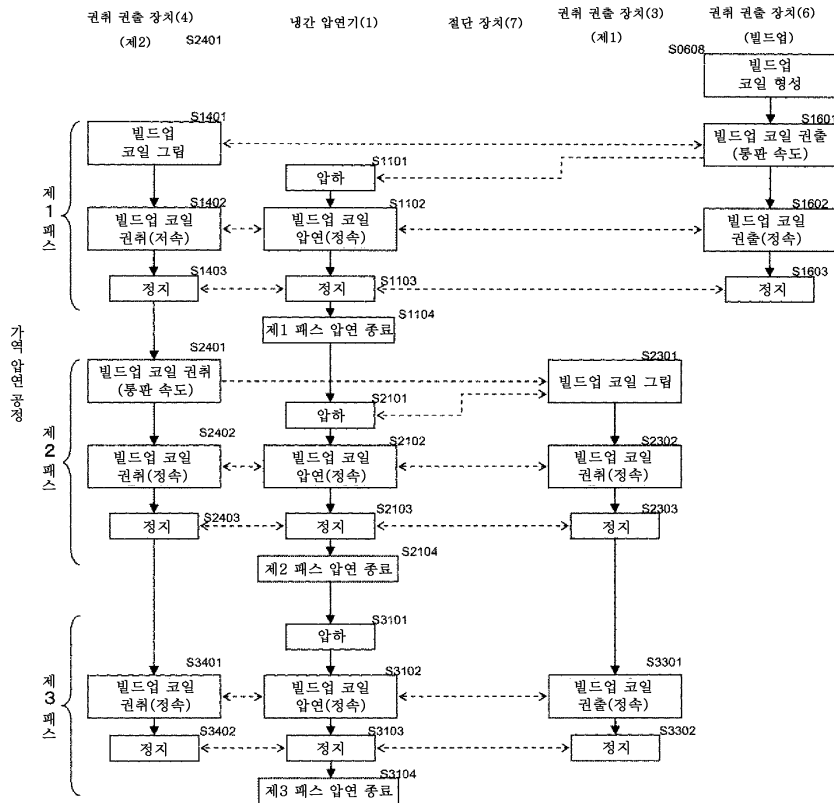 권취 권출 장치(4)
(제2)
S2401
냉간 압연기(1)
절단 장치(7)
권취 권출 장치(3)
(제1)
권취 권출 장치(6)
(빌드업)
S0608
빌드업
코일 형성
S1401
빌드업
코일 그립
S1601
빌드업 코일 권출
(통판 속도)
S1101
압하
제1패스
S1402
빌드업 코일
권취(저속)
S1102
빌드업 코일
압연(정속)
S1602
빌드업 코일
권출(정속)
S1403
정지
S1103
정지
S1603
정지
S1104
제1 패스 압연 종료
가역 압연 공정
S2401
빌드업 코일 권취
(통판 속도)
S2301
빌드업 코일 그립
S2101
압하
제2패스
S2402
빌드업 코일
권취(정속)
S2102
빌드업 코일
압연(정속)
S2302
빌드업 코일
권취(정속)
S2403
정지
S2103
정지
S2303
정지
S2104
제2 패스 압연 종료
S3101
압하
제3패스
S3401
빌드업 코일
권취(정속)
S3102
빌드업 코일
압연(정속)
S3301
빌드업 코일
권출(정속)
S3402
정지
S3103
정지
S3302
정지
S3104
제3 패스 압연 종료